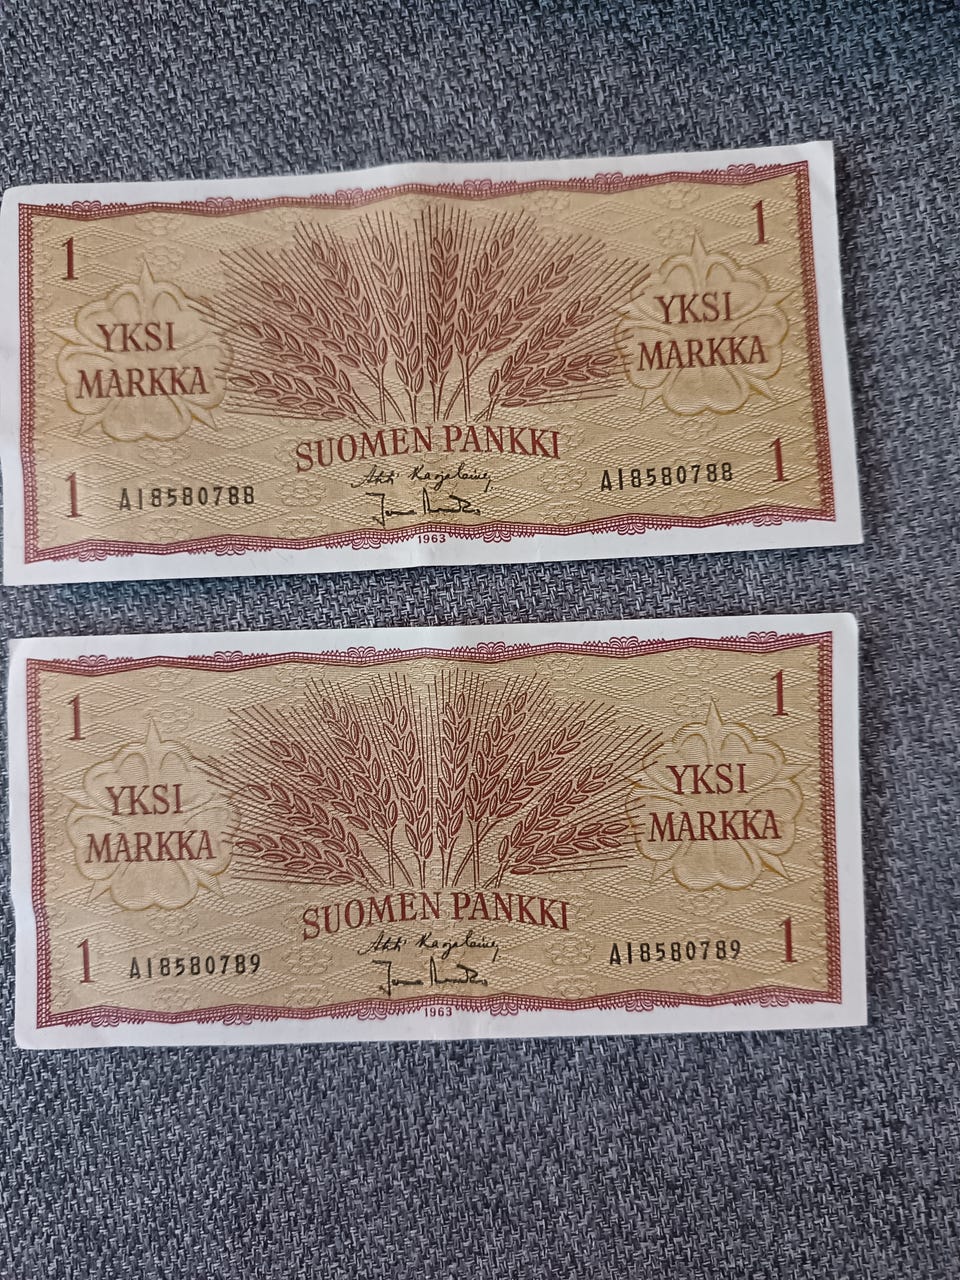 1 1
YKSI YKSI
MARKKA MARKKA
SUOMEN PANKKI
1 1
AI8580788 AI8580788
1963
1 1
YKSI YKSI
MARKKA MARKKA
SUOMEN PANKKI
1 1
AI8580789 AI8580789
1963